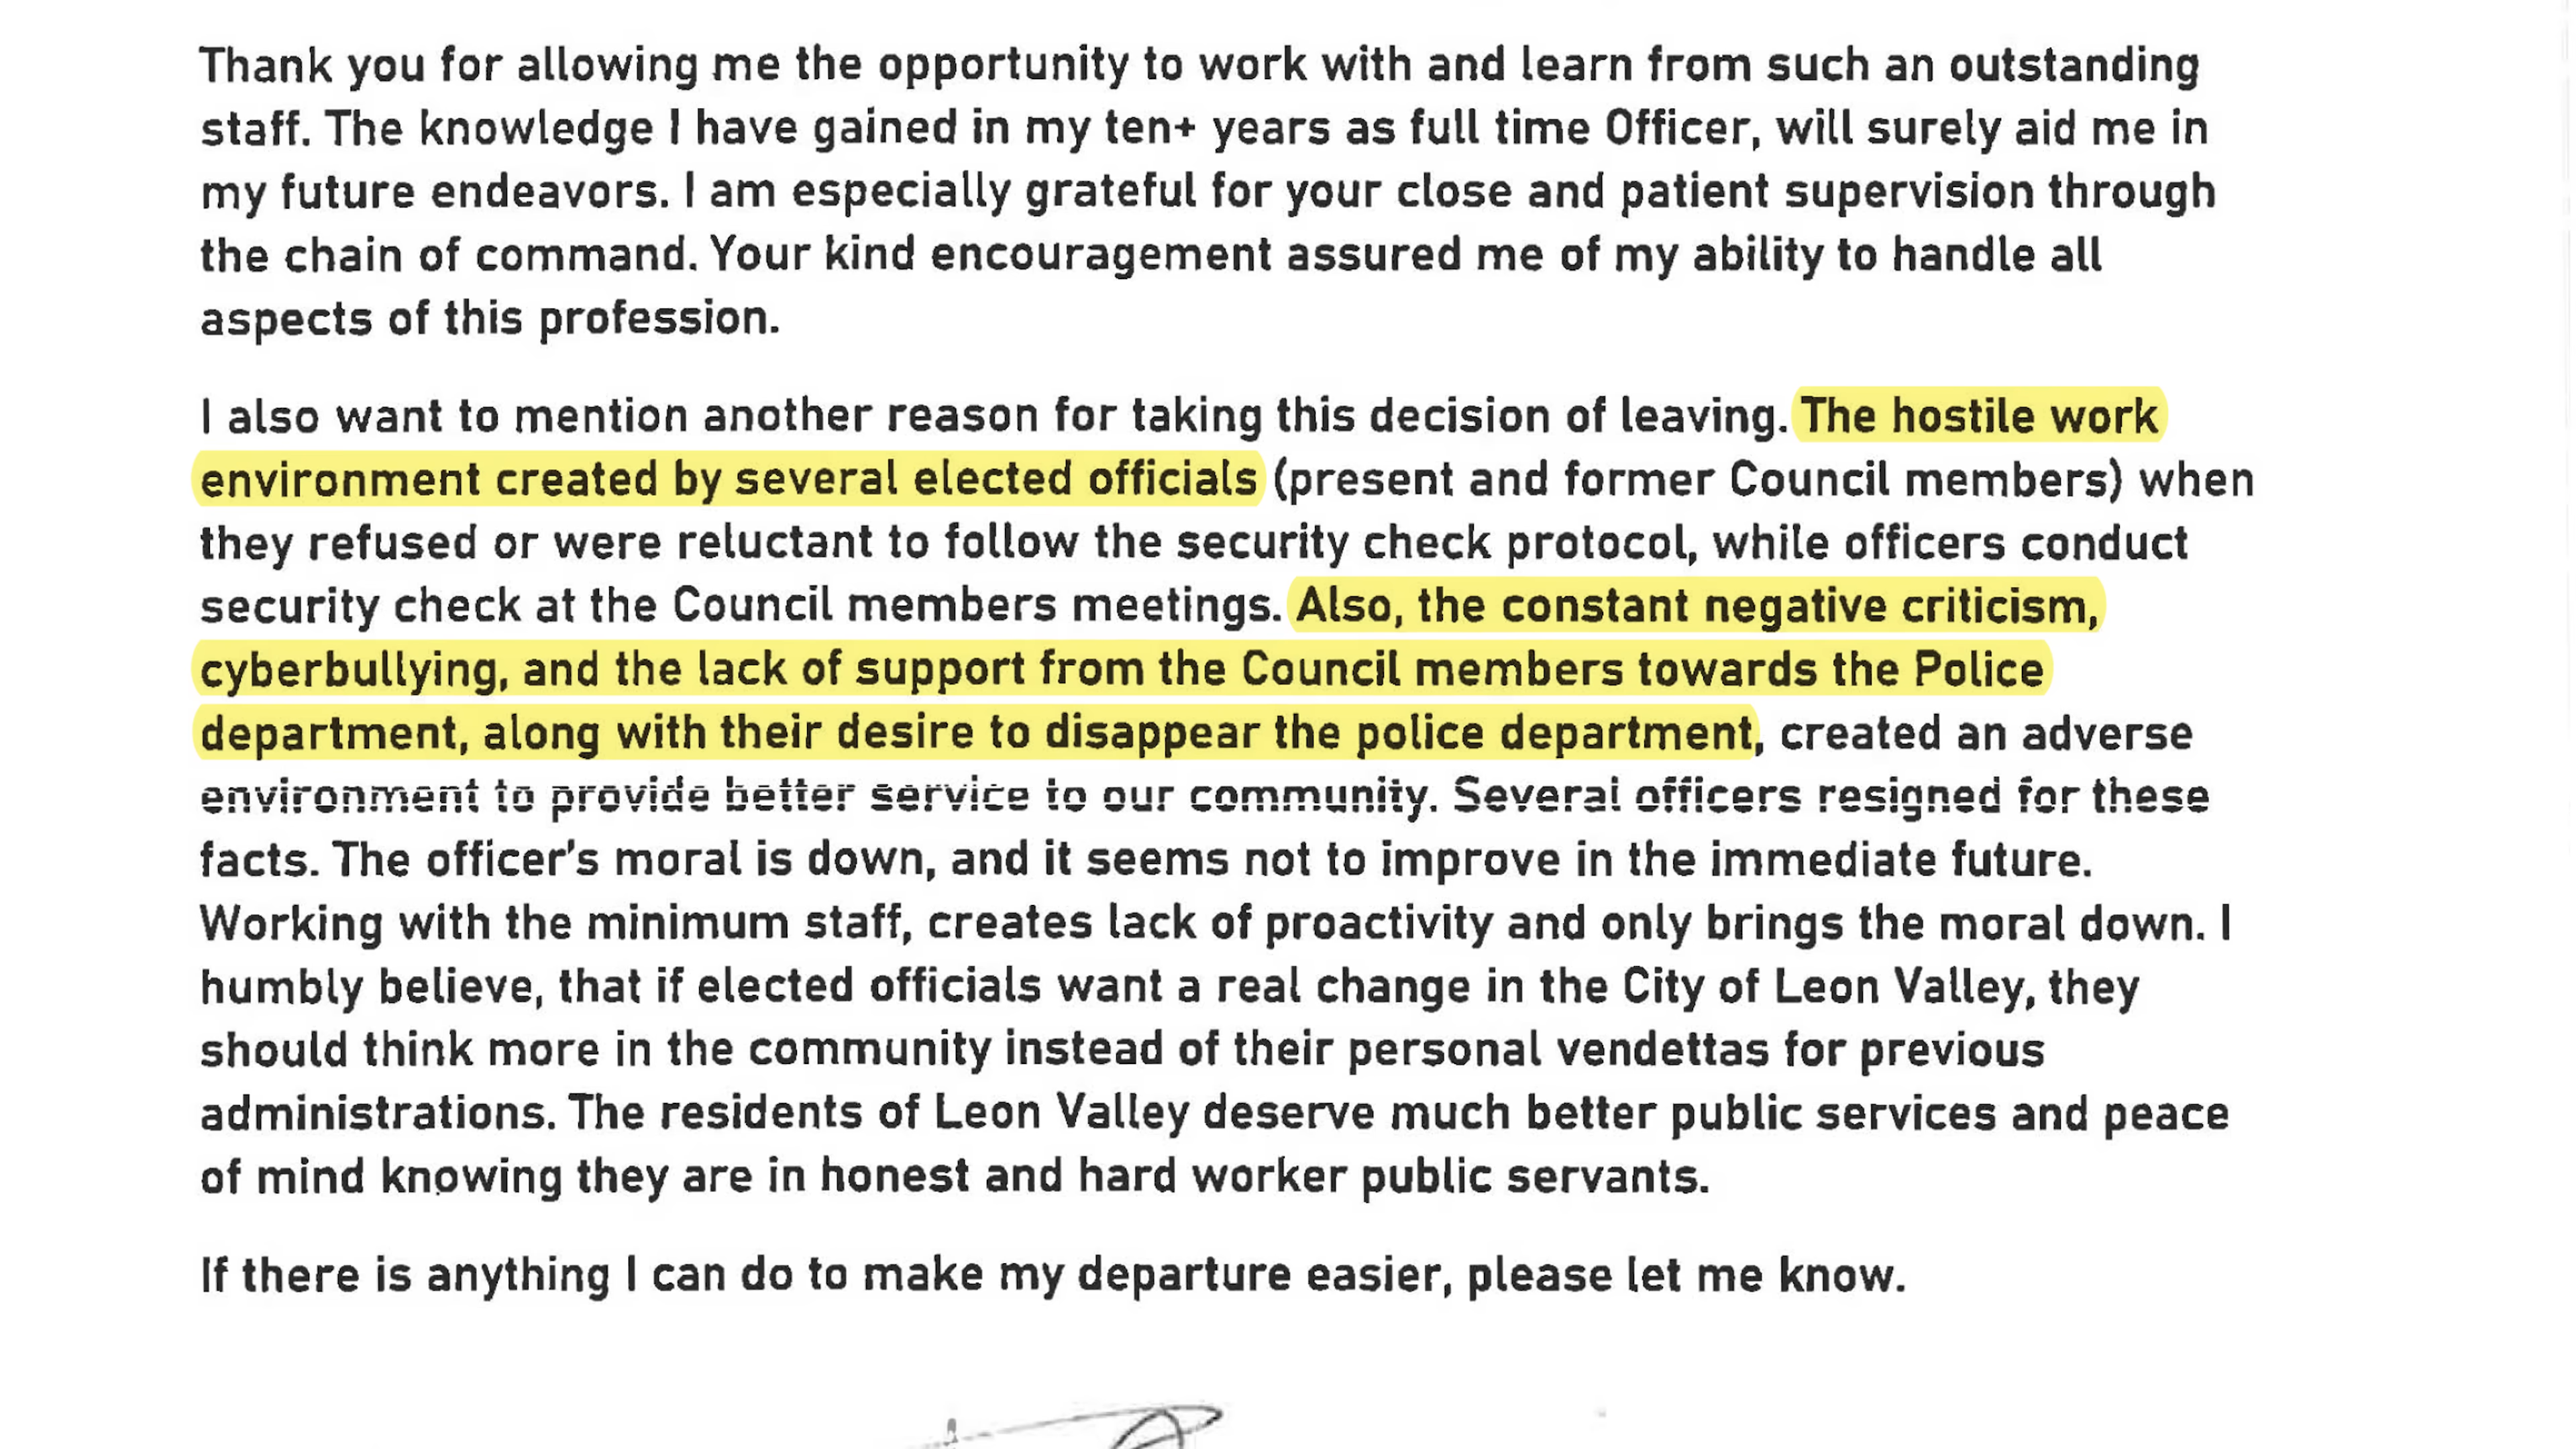 Thank you for allowing me the opportunity to work with and learn from such an outstanding
staff. The knowledge I have gained in my ten+ years as full time Officer, will surely aid me in
my future endeavors. I am especially grateful for your close and patient supervision through
the chain of command. Your kind encouragement assured me of my ability to handle all
aspects of this profession.
I also want to mention another reason for taking this decision of leaving. The hostile work
environment created by several elected officials (present and former Council members) when
they refused or were reluctant to follow the security check protocol, while officers conduct
security check at the Council members meetings. Also, the constant negative criticism,
cyberbullying, and the lack of support from the Council members towards the Police
department, along with their desire to disappear the police department, created an adverse
environment to provide better service to our community. Several officers resigned for these
facts. The officer's moral is down, and it seems not to improve in the immediate future.
Working with the minimum staff, creates lack of proactivity and only brings the moral down. I
humbly believe, that if elected officials want a real change in the City of Leon Valley, they
should think more in the community instead of their personal vendettas for previous
administrations. The residents of Leon Valley deserve much better public services and peace
of mind knowing they are in honest and hard worker public servants.
If there is anything I can do to make my departure easier, please let me know.